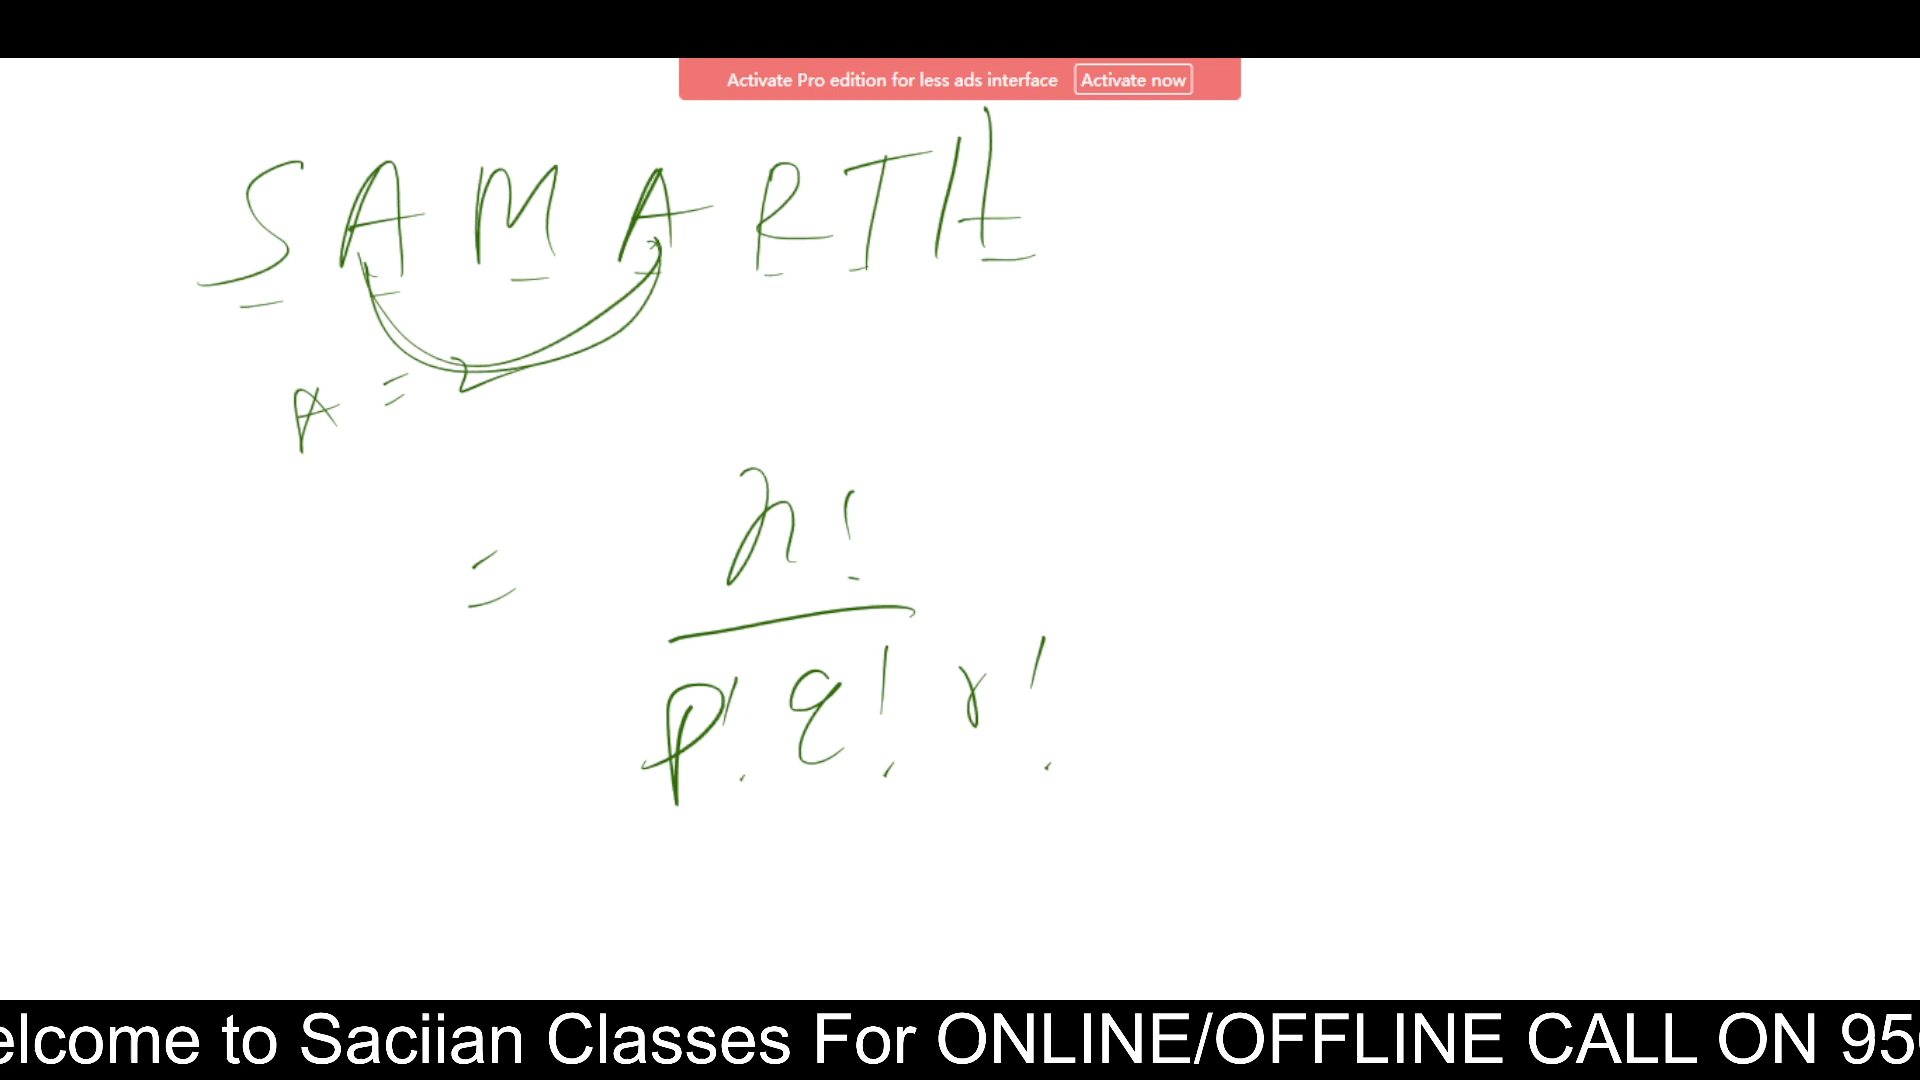 Activate Pro edition for less ads interface Activate now
SAMARTH
A = 2
= n!
p! q! r!
elcome to Saciian Classes For ONLINE/OFFLINE CALL ON 95